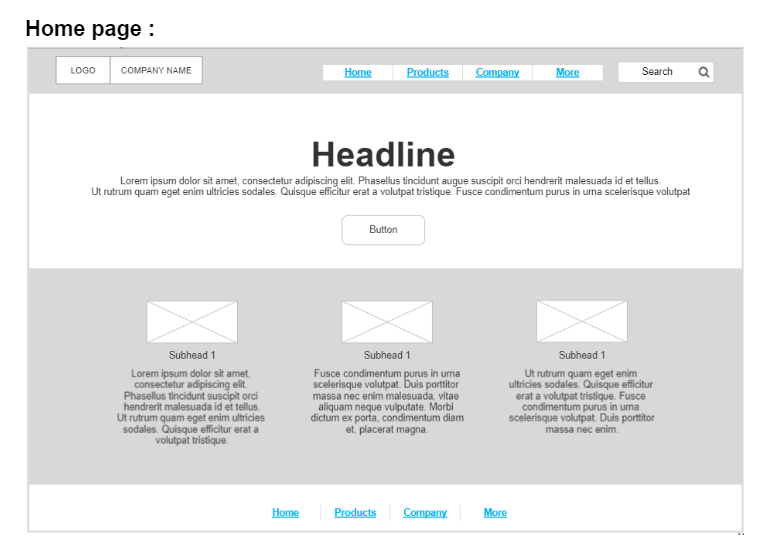 Home page :
LOGO COMPANY NAME Home Products Company More Search
Headline
Lorem ipsum dolor sit amet, consectetur adipiscing elit. Phasellus tincidunt augue suscipit orci hendrerit malesuada id et tellus.
Ut rutrum quam eget enim ultricies sodales. Quisque efficitur erat a volutpat tristique. Fusce condimentum purus in urna scelerisque volutpat
Button
Subhead 1
Lorem ipsum dolor sit amet,
consectetur adipiscing elit.
Phasellus tincidunt suscipit orci
hendrerit malesuada id et tellus.
Ut rutrum quam eget enim ultricies
sodales. Quisque efficitur erat a
volutpat tristique.
Subhead 1
Fusce condimentum purus in urna
scelerisque volutpat. Duis porttitor
massa nec enim malesuada, vitae
aliquam neque vulputate. Morbi
dictum ex porta, condimentum diam
et, placerat magna.
Subhead 1
Ut rutrum quam eget enim
ultricies sodales. Quisque efficitur
erat a volutpat tristique. Fusce
condimentum purus in urna
scelerisque volutpat. Duis porttitor
massa nec enim.
Home Products Company More